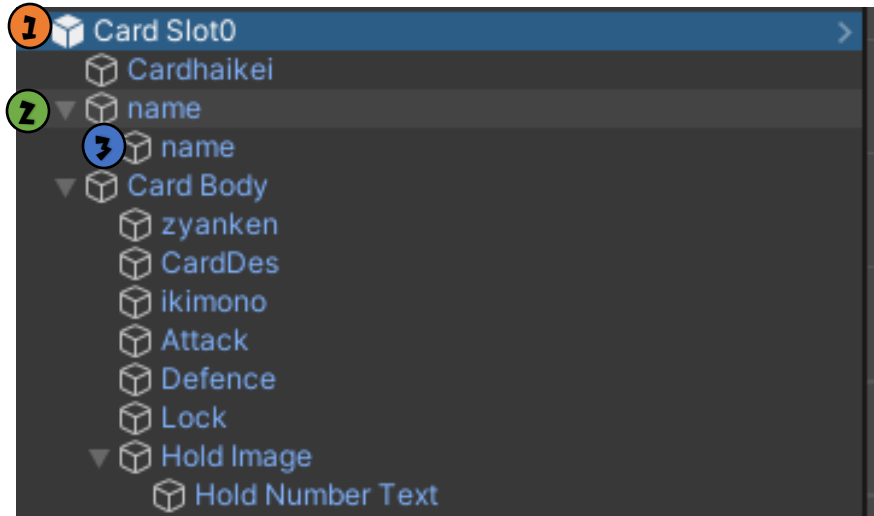 1 Card Slot0
Cardhaikei
2 name
3 name
Card Body
zyanken
CardDes
ikimono
Attack
Defence
Lock
Hold Image
Hold Number Text